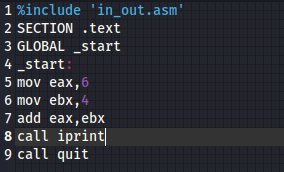 1 %include 'in_out.asm'
2 SECTION .text
3 GLOBAL _start
4 _start:
5 mov eax,6
6 mov ebx,4
7 add eax,ebx
8 call iprint
9 call quit